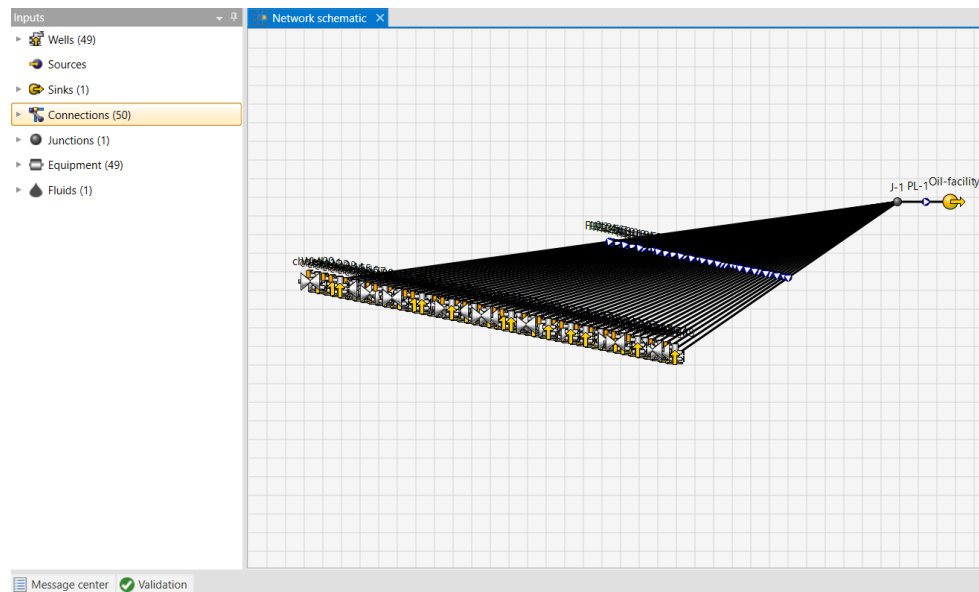 Inputs
Network schematic
Wells (49)
Sources
Sinks (1)
Connections (50)
Junctions (1)
Equipment (49)
Fluids (1)
J-1 PL-1 Oil-facility
Message center
Validation